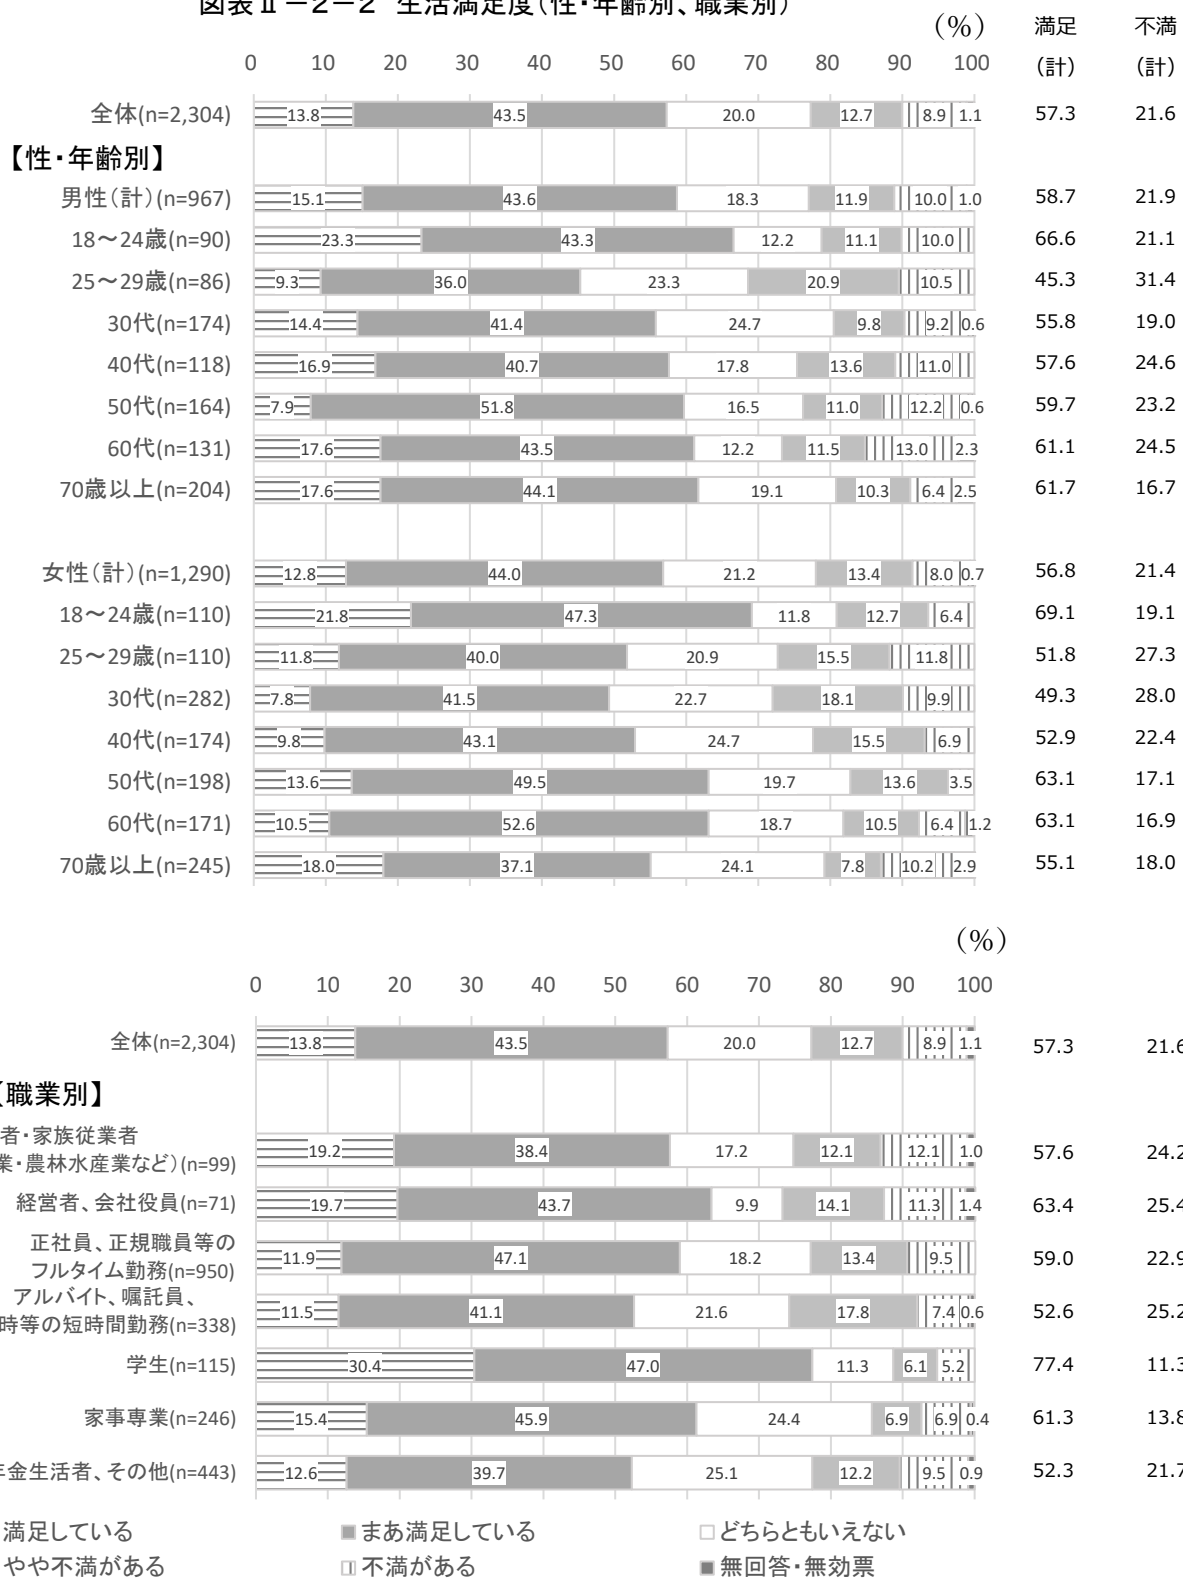 図表Ⅱ－2－2 生活満足度（性・年齢別、職業別）
（%） 満足 不満
0 10 20 30 40 50 60 70 80 90 100 （計） （計）
全体(n=2,304) 13.8 43.5 20.0 12.7 8.9 1.1 57.3 21.6
【性・年齢別】
男性（計）(n=967) 15.1 43.6 18.3 11.9 10.0 1.0 58.7 21.9
18～24歳(n=90) 23.3 43.3 12.2 11.1 10.0 66.6 21.1
25～29歳(n=86) 9.3 36.0 23.3 20.9 10.5 45.3 31.4
30代(n=174) 14.4 41.4 24.7 9.8 9.2 0.6 55.8 19.0
40代(n=118) 16.9 40.7 17.8 13.6 11.0 57.6 24.6
50代(n=164) 7.9 51.8 16.5 11.0 12.2 0.6 59.7 23.2
60代(n=131) 17.6 43.5 12.2 11.5 13.0 2.3 61.1 24.5
70歳以上(n=204) 17.6 44.1 19.1 10.3 6.4 2.5 61.7 16.7
女性（計）(n=1,290) 12.8 44.0 21.2 13.4 8.0 0.7 56.8 21.4
18～24歳(n=110) 21.8 47.3 11.8 12.7 6.4 69.1 19.1
25～29歳(n=110) 11.8 40.0 20.9 15.5 11.8 51.8 27.3
30代(n=282) 7.8 41.5 22.7 18.1 9.9 49.3 28.0
40代(n=174) 9.8 43.1 24.7 15.5 6.9 52.9 22.4
50代(n=198) 13.6 49.5 19.7 13.6 3.5 63.1 17.1
60代(n=171) 10.5 52.6 18.7 10.5 6.4 1.2 63.1 16.9
70歳以上(n=245) 18.0 37.1 24.1 7.8 10.2 2.9 55.1 18.0
（%）
0 10 20 30 40 50 60 70 80 90 100
全体(n=2,304) 13.8 43.5 20.0 12.7 8.9 1.1 57.3 21.6
【職業別】
者・家族従業者
業・農林水産業など）(n=99) 19.2 38.4 17.2 12.1 12.1 1.0 57.6 24.2
経営者、会社役員(n=71) 19.7 43.7 9.9 14.1 11.3 1.4 63.4 25.4
正社員、正規職員等の
フルタイム勤務(n=950) 11.9 47.1 18.2 13.4 9.5 59.0 22.9
アルバイト、嘱託員、
時等の短時間勤務(n=338) 11.5 41.1 21.6 17.8 7.4 0.6 52.6 25.2
学生(n=115) 30.4 47.0 11.3 6.1 5.2 77.4 11.3
家事専業(n=246) 15.4 45.9 24.4 6.9 6.9 0.4 61.3 13.8
年金生活者、その他(n=443) 12.6 39.7 25.1 12.2 9.5 0.9 52.3 21.7
満足している まあ満足している どちらともいえない
やや不満がある 不満がある 無回答・無効票